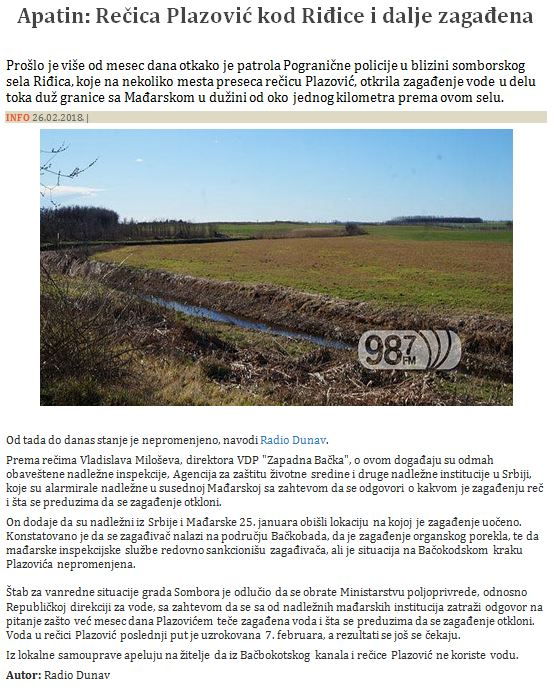 Apatin: Rečica Plazović kod Riđice i dalje zagađena
Prošlo je više od mesec dana otkako je patrola Pogranične policije u blizini somborskog
sela Riđica, koje na nekoliko mesta preseca rečicu Plazović, otkrila zagađenje vode u delu
toka duž granice sa Mađarskom u dužini od oko jednog kilometra prema ovom selu.
INFO 26.02.2018. |
987 FM
Od tada do danas stanje je nepromenjeno, navodi Radio Dunav.
Prema rečima Vladislava Miloševa, direktora VDP "Zapadna Bačka", o ovom događaju su odmah
obaveštene nadležne inspekcije, Agencija za zaštitu životne sredine i druge nadležne institucije u Srbiji,
koje su alarmirale nadležne u susednoj Mađarskoj sa zahtevom da se odgovori o kakvom je zagađenju reč
i šta se preduzima da se zagađenje otkloni.
On dodaje da su nadležni iz Srbije i Mađarske 25. januara obišli lokaciju na kojoj je zagađenje uočeno.
Konstatovano je da se zagađivač nalazi na području Bačkobada, da je zagađenje organskog porekla, te da
mađarske inspekcijske službe redovno sankcionišu zagađivača, ali je situacija na Bačokodskom kraku
Plazovića nepromenjena.
Štab za vanredne situacije grada Sombora je odlučio da se obrate Ministarstvu poljoprivrede, odnosno
Republičkoj direkciji za vode, sa zahtevom da se sa od nadležnih mađarskih institucija zatraži odgovor na
pitanje zašto već mesec dana Plazovićem teče zagađena voda i šta se preduzima da se zagađenje otkloni.
Voda u rečici Plazović poslednji put je uzrokovana 7. februara, a rezultati se još se čekaju.
Iz lokalne samouprave apeluju na žitelje da iz Bačbokotskog kanala i rečice Plazović ne koriste vodu.
Autor: Radio Dunav